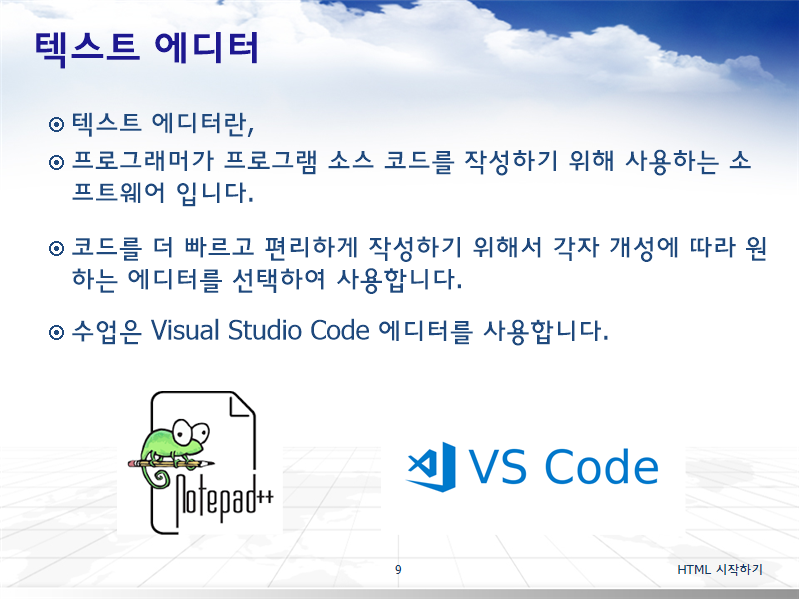 텍스트 에디터
텍스트 에디터란,
프로그래머가 프로그램 소스 코드를 작성하기 위해 사용하는 소
프트웨어 입니다.
코드를 더 빠르고 편리하게 작성하기 위해서 각자 개성에 따라 원
하는 에디터를 선택하여 사용합니다.
수업은 Visual Studio Code 에디터를 사용합니다.
Notepad++
VS Code
9
HTML 시작하기